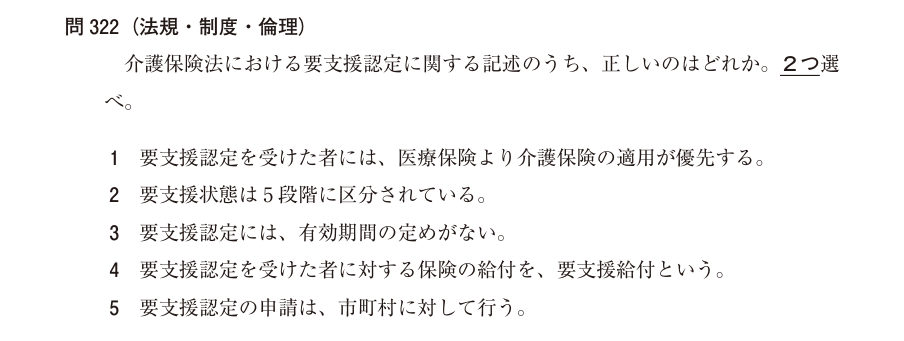 問 322（法規・制度・倫理）
介護保険法における要支援認定に関する記述のうち、正しいのはどれか。２つ選
べ。
1 要支援認定を受けた者には、医療保険より介護保険の適用が優先する。
2 要支援状態は５段階に区分されている。
3 要支援認定には、有効期間の定めがない。
4 要支援認定を受けた者に対する保険の給付を、要支援給付という。
5 要支援認定の申請は、市町村に対して行う。